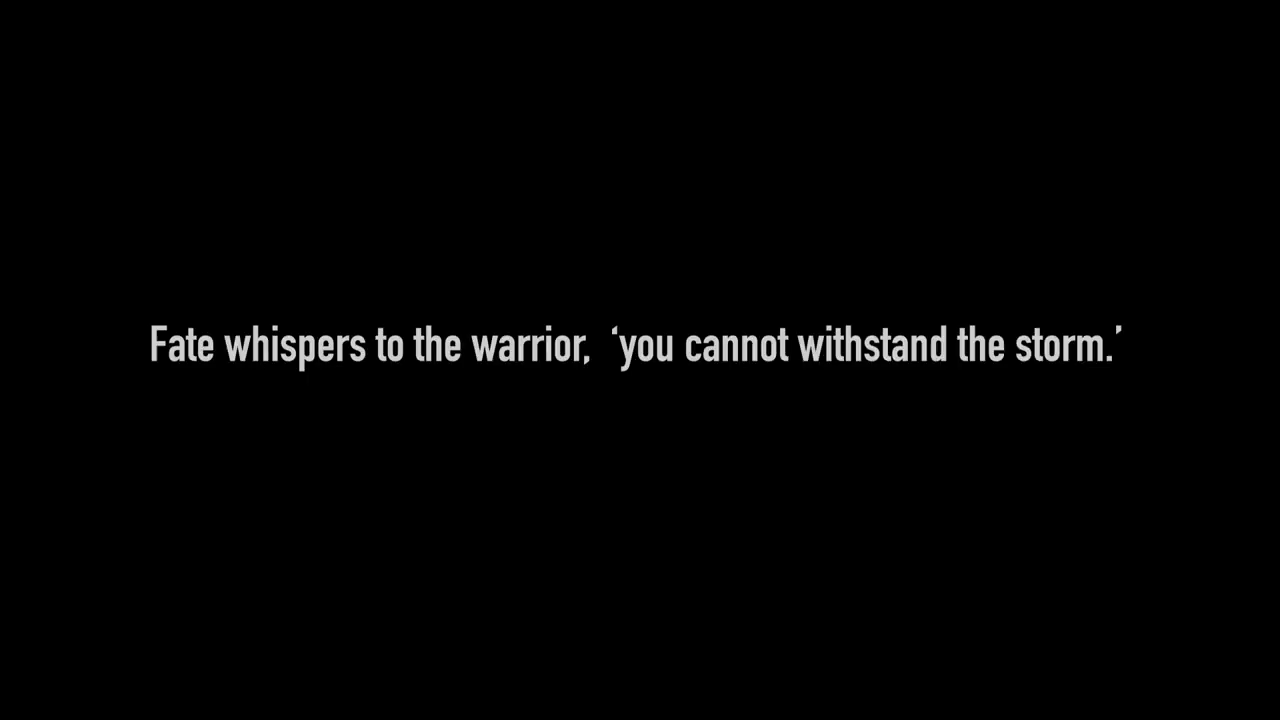 Fate whispers to the warrior,  ‘you cannot withstand the storm.’